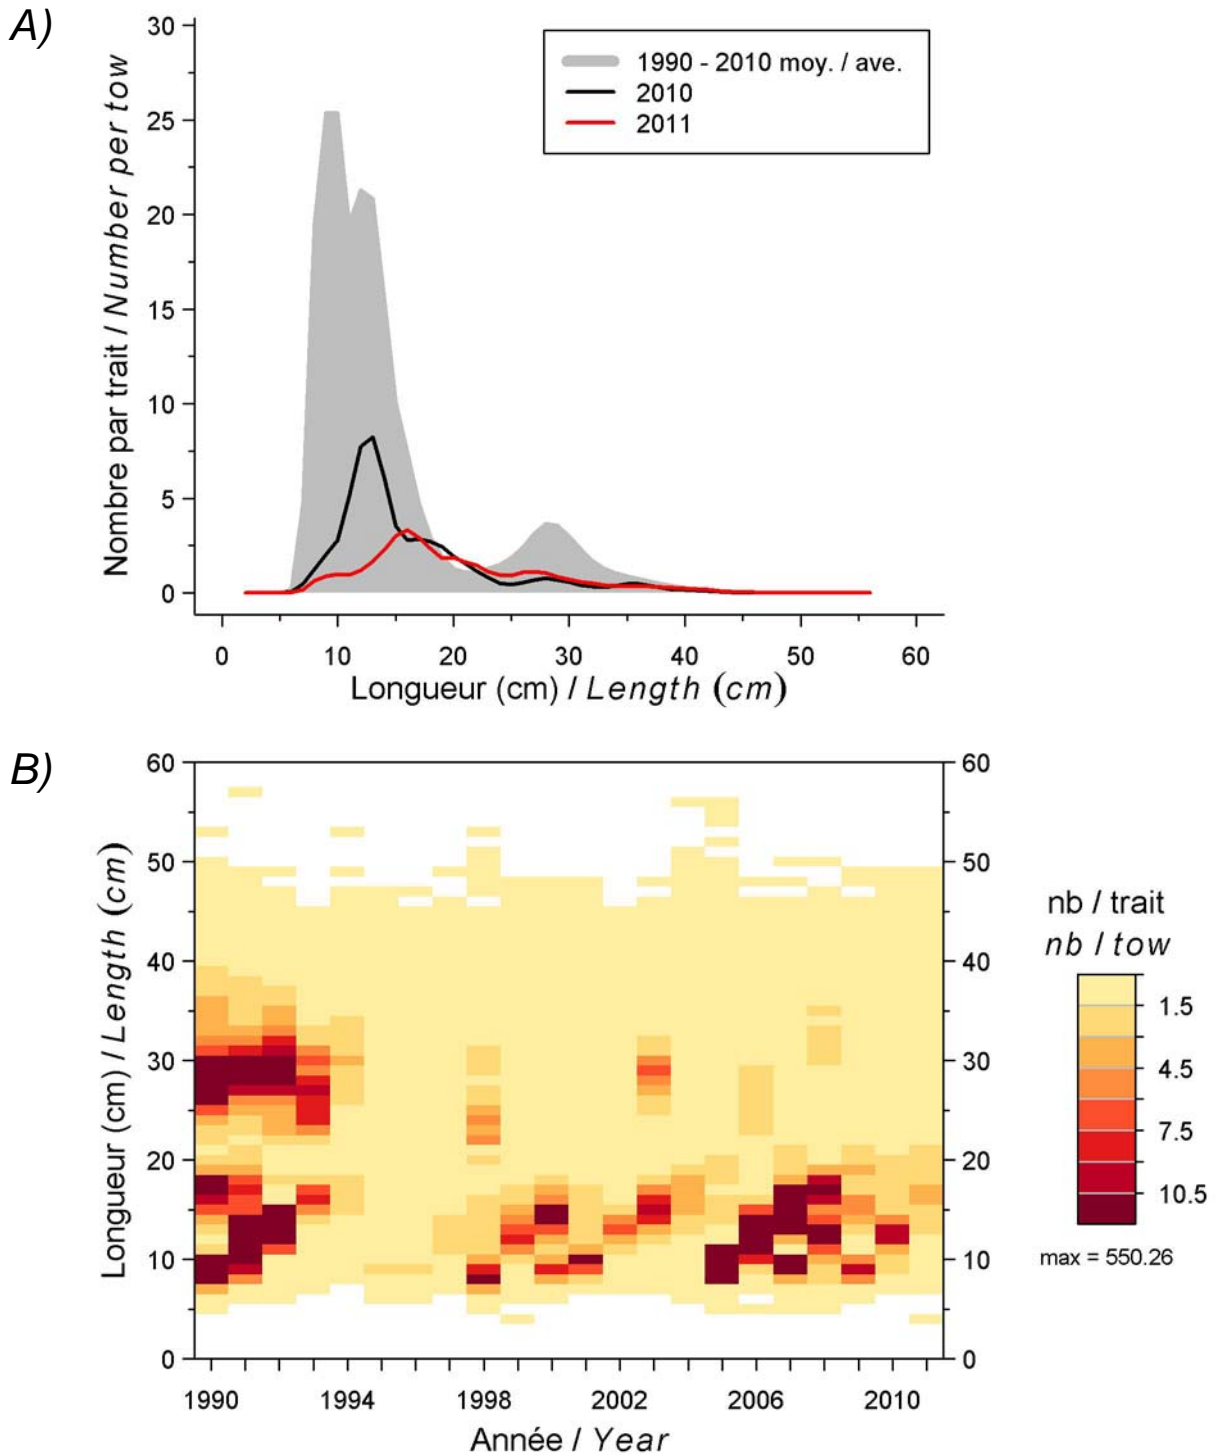 A)
30
25
20
15
10
5
0
Nombre par trait / Number per tow
1990 - 2010 moy. / ave.
2010
2011
0 10 20 30 40 50 60
Longueur (cm) / Length (cm)
B)
60
50
40
30
20
10
0
Longueur (cm) / Length (cm)
60
50
40
30
20
10
0
1990 1994 1998 2002 2006 2010
Année / Year
nb / trait
nb / tow
1.5
4.5
7.5
10.5
max = 550.26